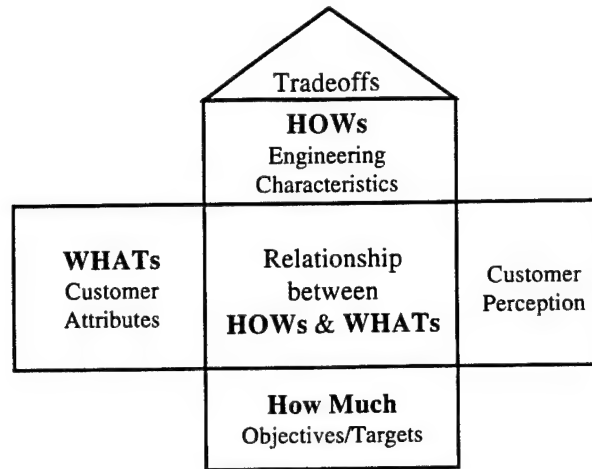 Tradeoffs
HOWs
Engineering
Characteristics
WHATs
Customer
Attributes
Relationship
between
HOWs & WHATs
Customer
Perception
How Much
Objectives/Targets